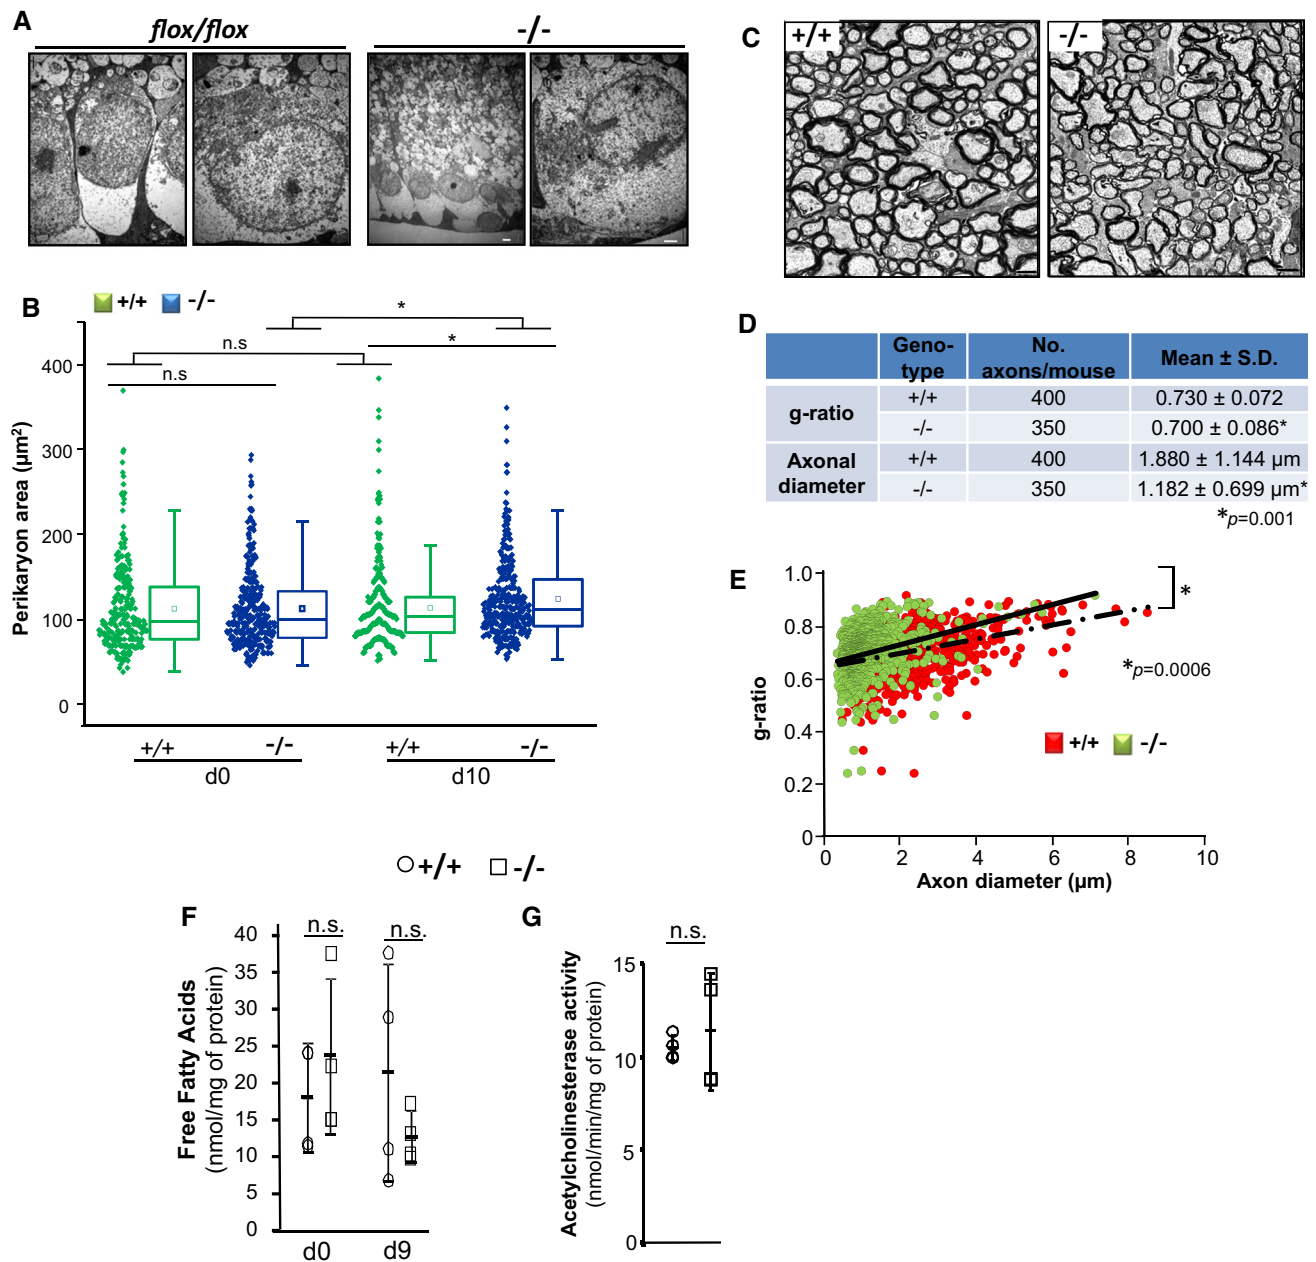 A
flox/flox
-/-
C
+/+
-/-
B
+/+
-/-
*
n.s
*
n.s
400
300
200
100
0
Perikaryon area (µm²)
+/+
-/-
+/+
-/-
d0
d10
D
Geno-type
No. axons/mouse
Mean ± S.D.
g-ratio
+/+
400
0.730 ± 0.072
-/-
350
0.700 ± 0.086*
Axonal diameter
+/+
400
1.880 ± 1.144 µm
-/-
350
1.182 ± 0.699 µm*
*p=0.001
E
1.0
0.8
0.6
0.4
0.2
0
g-ratio
*
*p=0.0006
+/+
-/-
0
2
4
6
8
10
Axon diameter (µm)
+/+
-/-
F
n.s.
n.s.
40
35
30
25
20
15
10
5
0
Free Fatty Acids
(nmol/mg of protein)
d0
d9
G
n.s.
15
10
5
0
Acetylcholinesterase activity
(nmol/min/mg of protein)